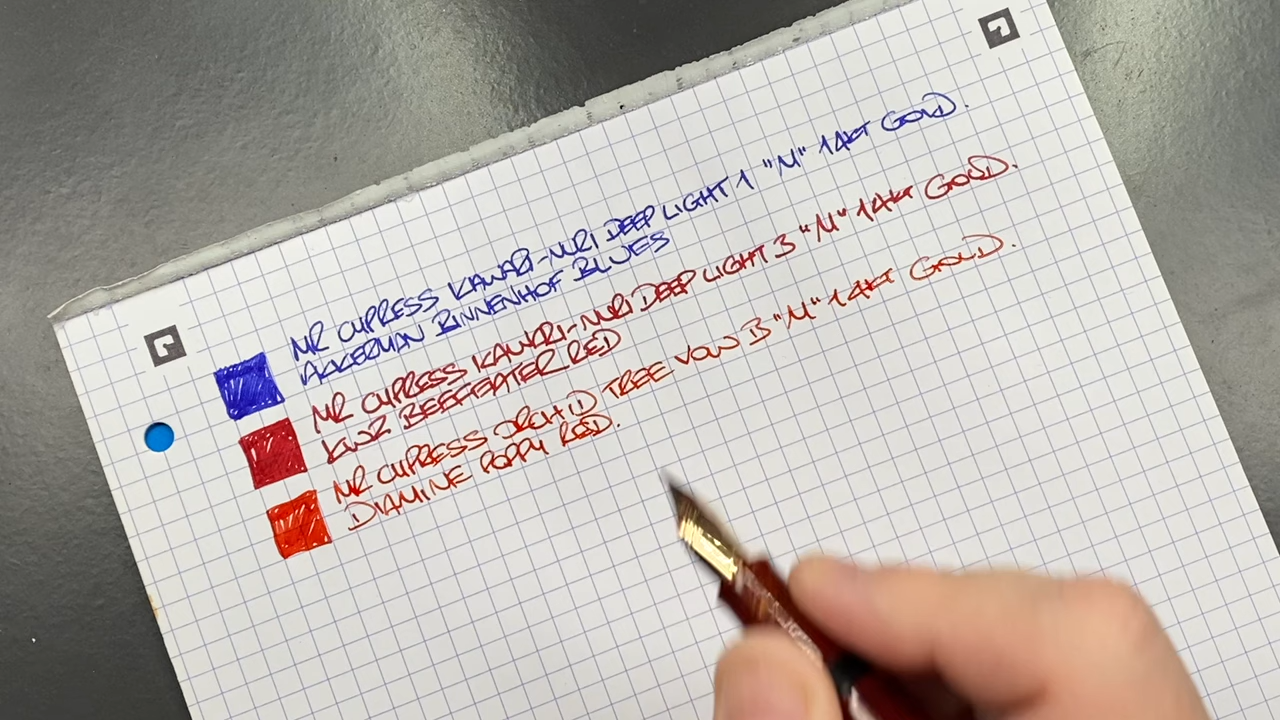 MR CYPRESS KAWARI-NURI DEEP LIGHT 1 "M" 14KT GOLD.
AKKERMAN BINNENHOF BLUES
MR CYPRESS KAWARI-NURI DEEP LIGHT 3 "M" 14KT GOLD.
KWZ BEEFEATER RED
MR CYPRESS ORCHID TREE VOW B "M" 14KT GOLD.
DIAMINE POPPY RED.